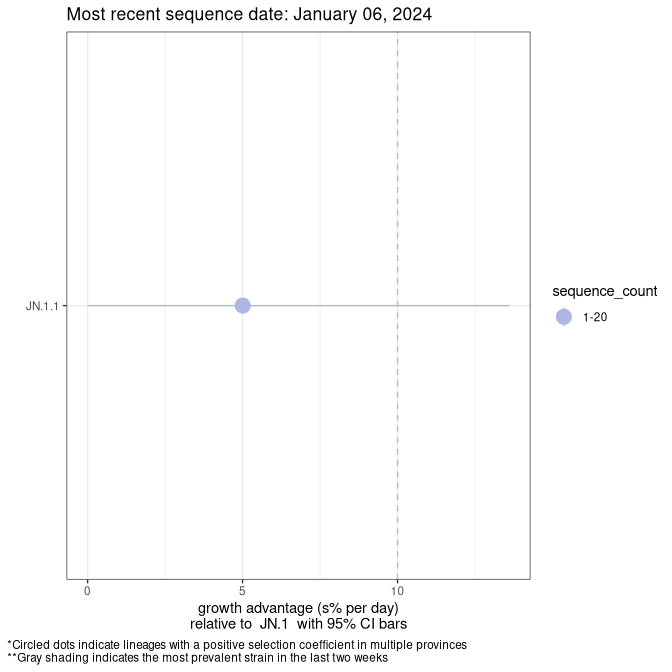 Most recent sequence date: January 06, 2024
JN.1.1
sequence_count
1-20
0 5 10
growth advantage (s% per day)
relative to JN.1 with 95% CI bars
*Circled dots indicate lineages with a positive selection coefficient in multiple provinces
**Gray shading indicates the most prevalent strain in the last two weeks